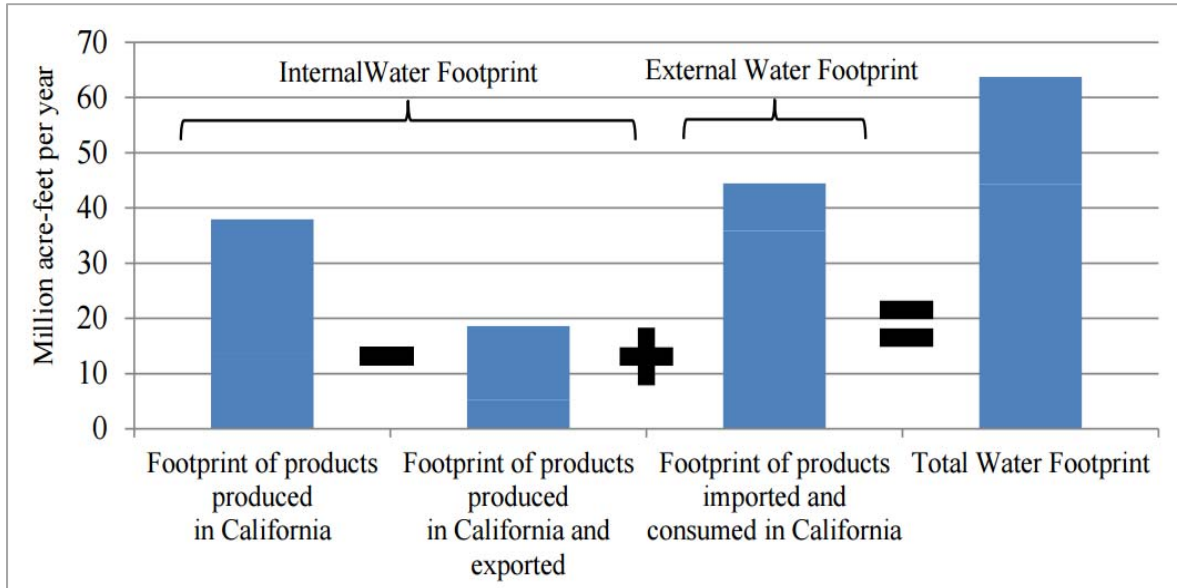 Million acre-feet per year
70
60
50
40
30
20
10
0
InternalWater Footprint
External Water Footprint
Footprint of products
produced
in California
Footprint of products
produced
in California and
exported
Footprint of products
imported and
consumed in California
Total Water Footprint